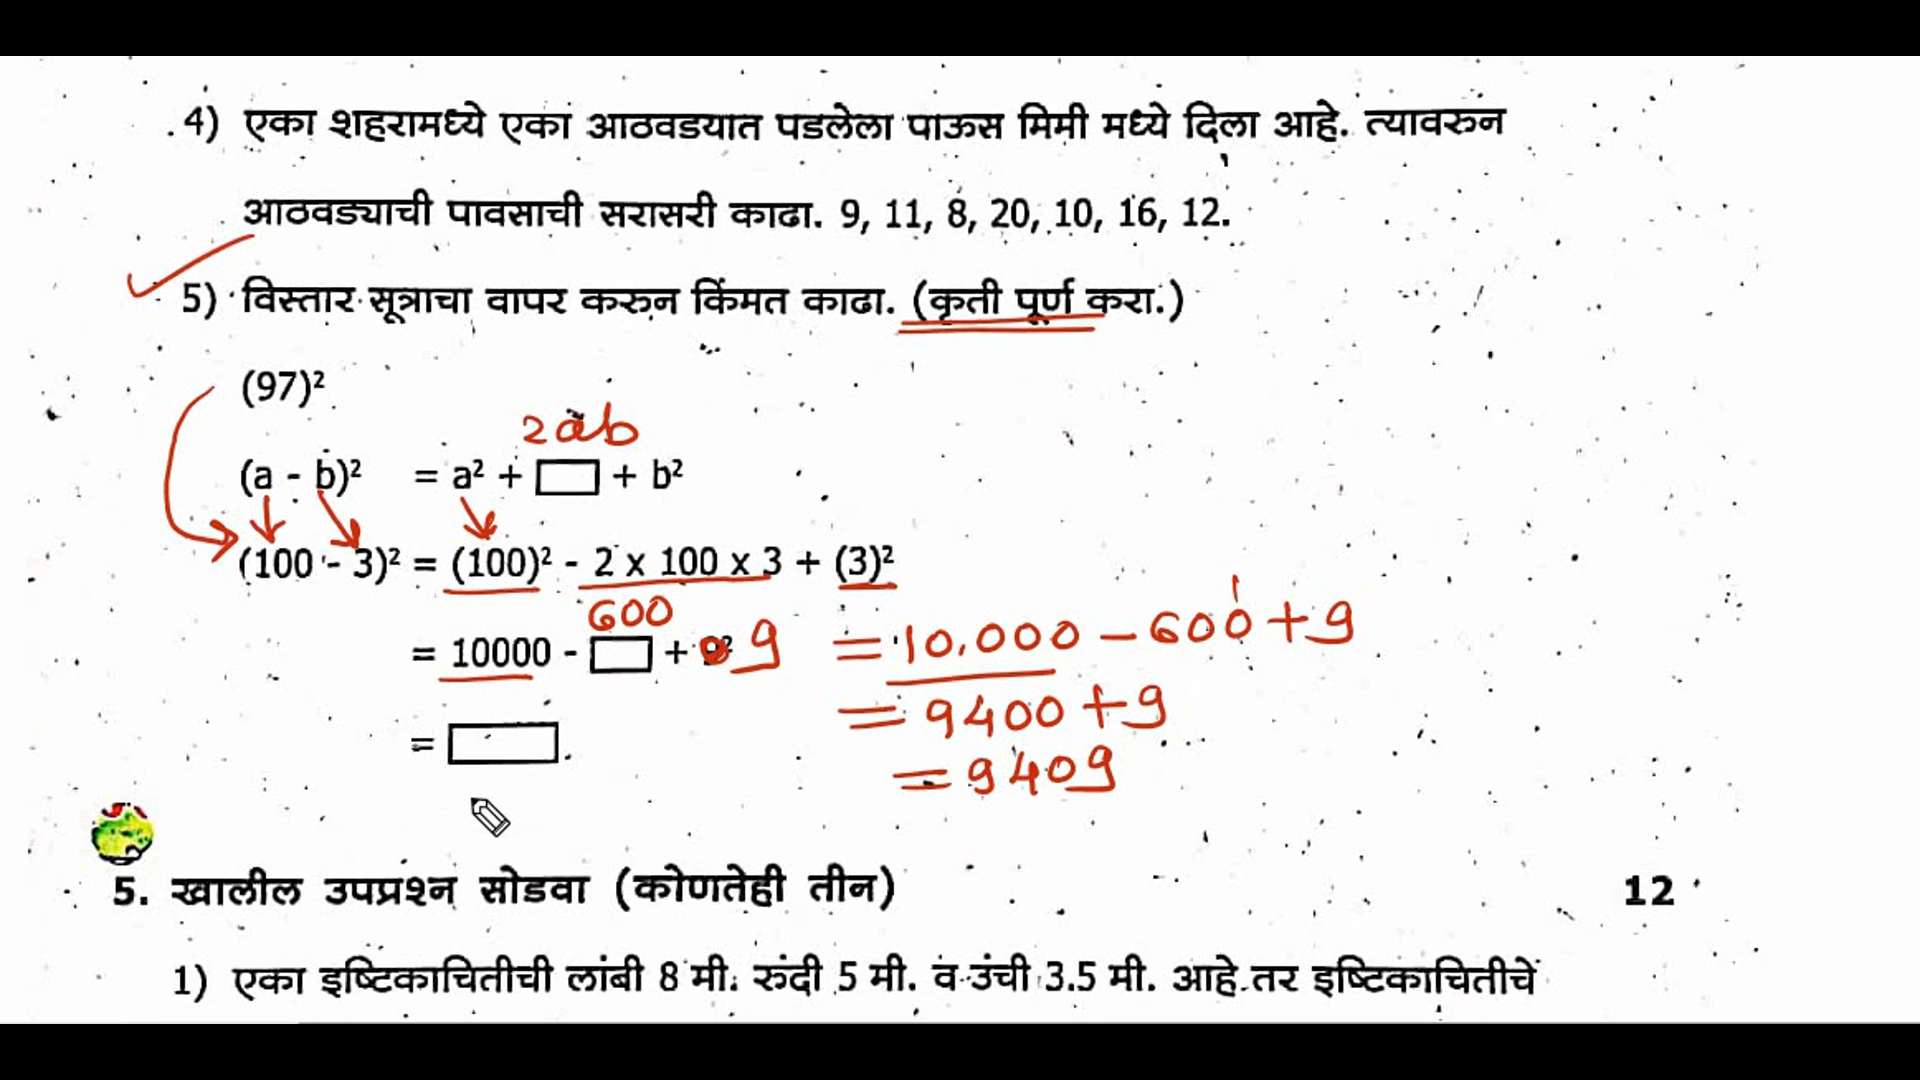 4) एका शहरामध्ये एका आठवडयात पडलेला पाऊस मिमी मध्ये दिला आहे. त्यावरुन
आठवड्याची पावसाची सरासरी काढा. 9, 11, 8, 20, 10, 16, 12.
5) विस्तार सूत्राचा वापर करुन किंमत काढा. (कृती पूर्ण करा.)
(97)²
2ab
(a - b)² = a² + □ + b²
(100 - 3)² = (100)² - 2 x 100 x 3 + (3)²
600
= 10000 - □ + 9 = 10,000 - 600 + 9
= 9400 + 9
= □.
= 9409
5. खालील उपप्रश्न सोडवा (कोणतेही तीन) 12
1) एका इष्टिकाचितीची लांबी 8 मी. रुंदी 5 मी. व उंची 3.5 मी. आहे तर इष्टिकाचितीचे